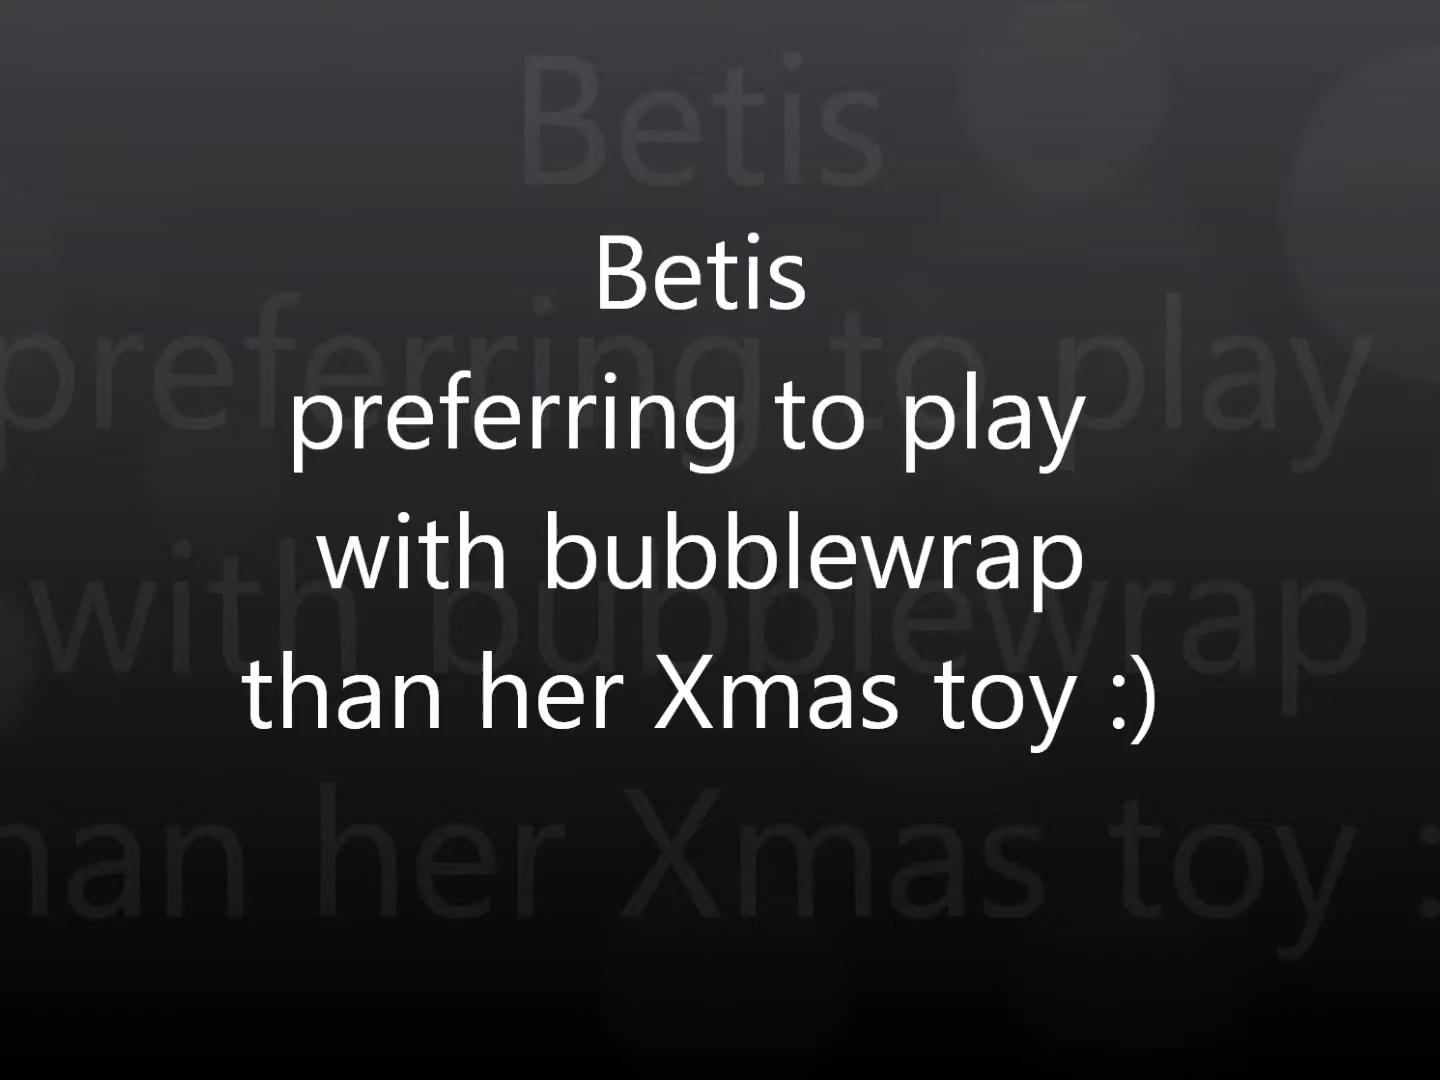 Betis
preferring to play
with bubblewrap
than her Xmas toy :)